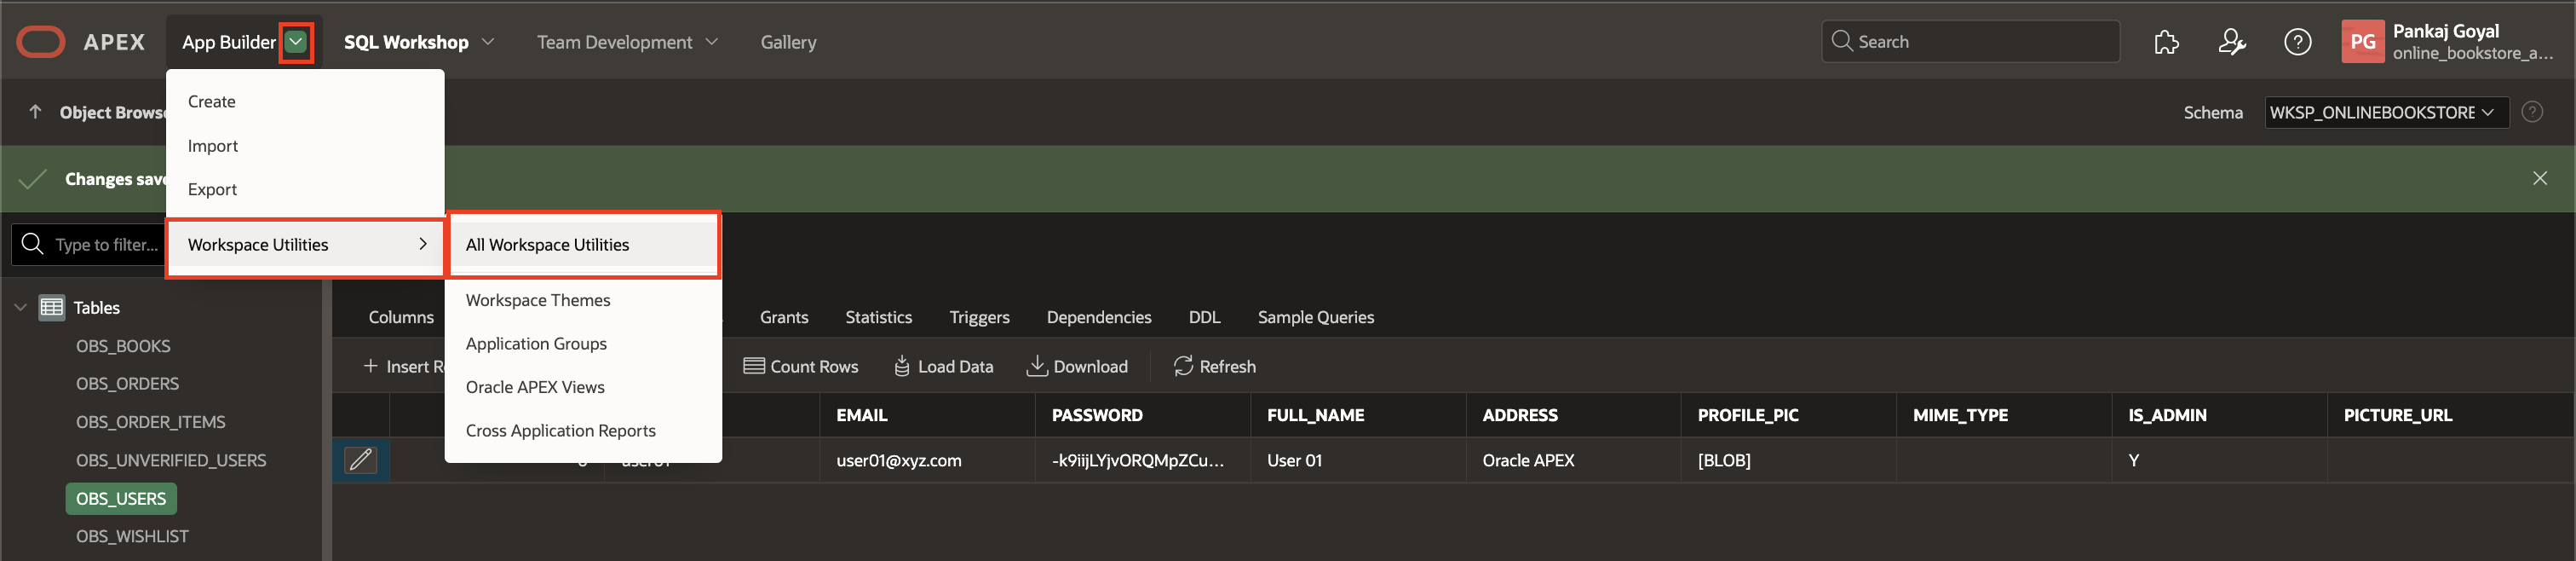 APEX App Builder SQL Workshop Team Development Gallery Search PG Pankaj Goyal
online_bookstore_a...
Create
Object Schema WKSP_ONLINEBOOKSTORE
Import
Changes
Export
Type to filter... Workspace Utilities All Workspace Utilities
Tables Workspace Themes
Columns Grants Statistics Triggers Dependencies DDL Sample Queries
OBS_BOOKS Application Groups
Insert Count Rows Load Data Download Refresh
OBS_ORDERS Oracle APEX Views
OBS_ORDER_ITEMS Cross Application Reports EMAIL PASSWORD FULL_NAME ADDRESS PROFILE_PIC MIME_TYPE IS_ADMIN PICTURE_URL
OBS_UNVERIFIED_USERS user01@xyz.com -k9iijLYjvORQMpZCu... User 01 Oracle APEX [BLOB] Y
OBS_USERS
OBS_WISHLIST